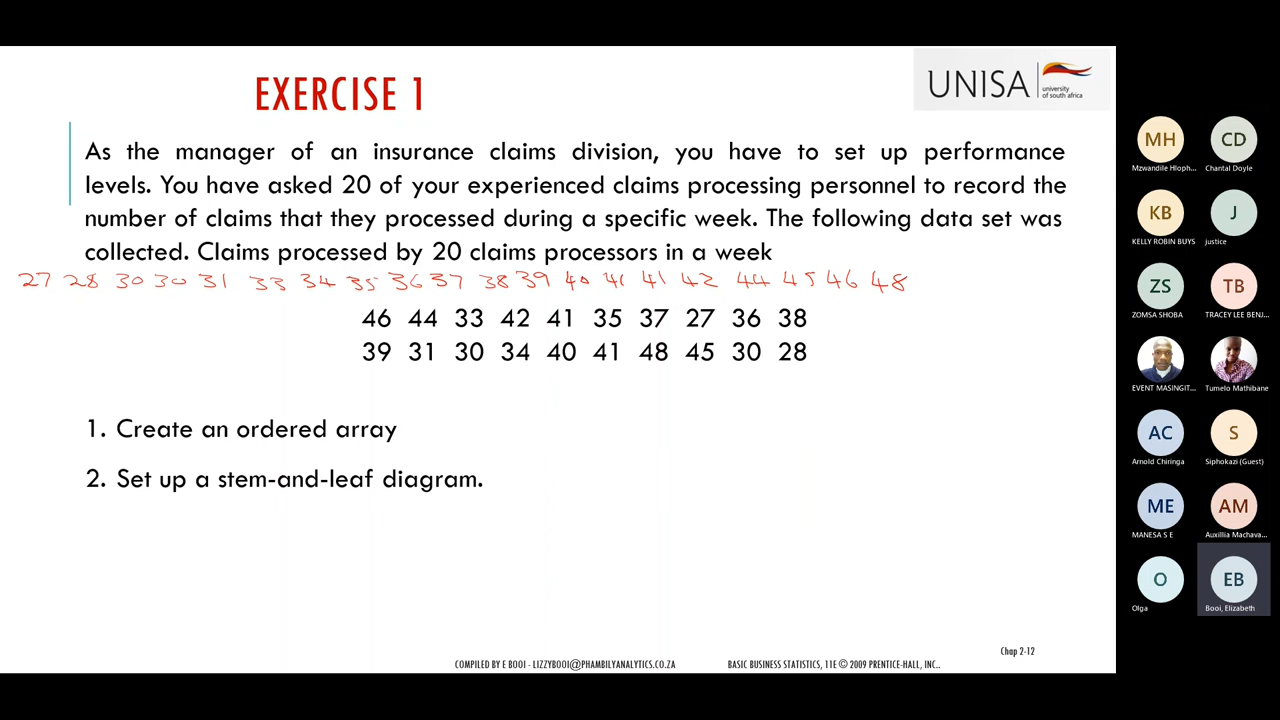 EXERCISE 1
UNISA
university
of south africa
As the manager of an insurance claims division, you have to set up performance
levels. You have asked 20 of your experienced claims processing personnel to record the
number of claims that they processed during a specific week. The following data set was
collected. Claims processed by 20 claims processors in a week
27 28 30 30 31 33 34 35 36 37 38 39 40 41 41 42 44 45 46 48
46 44 33 42 41 35 37 27 36 38
39 31 30 34 40 41 48 45 30 28
1. Create an ordered array
2. Set up a stem-and-leaf diagram.
Chap 2-12
COMPILED BY E BOOI - LIZZYBOOI@PHAMBILYANALYTICS.CO.ZA
BASIC BUSINESS STATISTICS, 11E © 2009 PRENTICE-HALL, INC..
MH
Mzwandile Hloph...
CD
Chantal Doyle
KB
KELLY ROBIN BUYS
J
justice
ZS
ZOMSA SHOBA
TB
TRACEY LEE BENJ...
EVENT MASINGIT...
Tumelo Mathibane
AC
Arnold Chiringa
S
Siphokazi (Guest)
ME
MANESA S E
AM
Auxillia Machava...
O
Olga
EB
Booi, Elizabeth